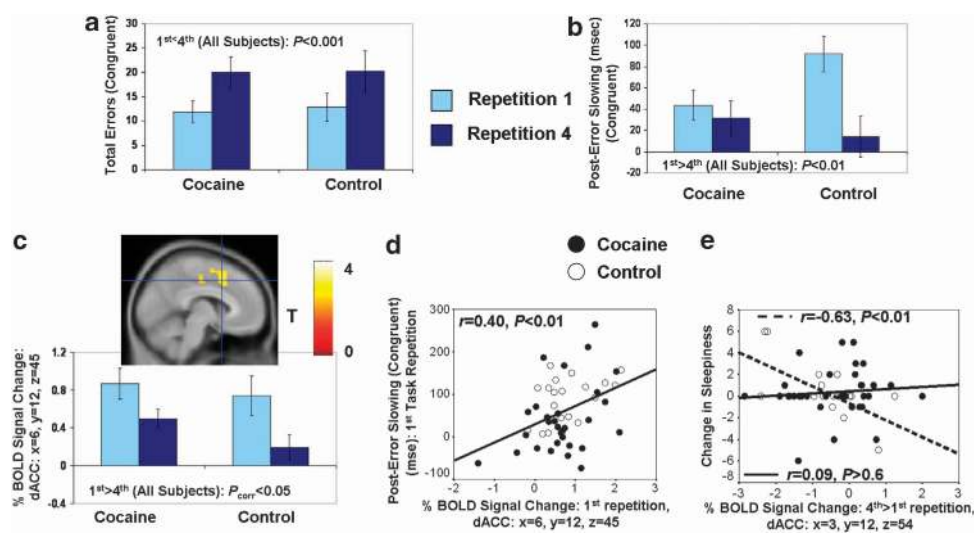 a
Total Errors (Congruent)
30
25
20
15
10
5
0
1st<4th (All Subjects): P<0.001
Cocaine
Control
Repetition 1
Repetition 4
b
Post-Error Slowing (msec)
(Congruent)
120
100
80
60
40
20
0
-20
1st>4th (All Subjects): P<0.01
Cocaine
Control
c
T
4
0
% BOLD Signal Change:
dACC: x=6, y=12, z=45
1.2
0.8
0.4
0
-0.4
1st>4th (All Subjects): Pcorr<0.05
Cocaine
Control
Cocaine
Control
d
Post-Error Slowing (Congruent)
(mse): 1st Task Repetition
300
200
100
0
-100
r=0.40, P<0.01
-2
-1
0
1
2
3
% BOLD Signal Change: 1st repetition,
dACC: x=6, y=12, z=45
e
Change in Sleepiness
8
6
4
2
0
-2
-4
-6
-8
r=-0.63, P<0.01
r=0.09, P>0.6
-3
-2
-1
0
1
2
3
% BOLD Signal Change: 4th>1st repetition,
dACC: x=3, y=12, z=54